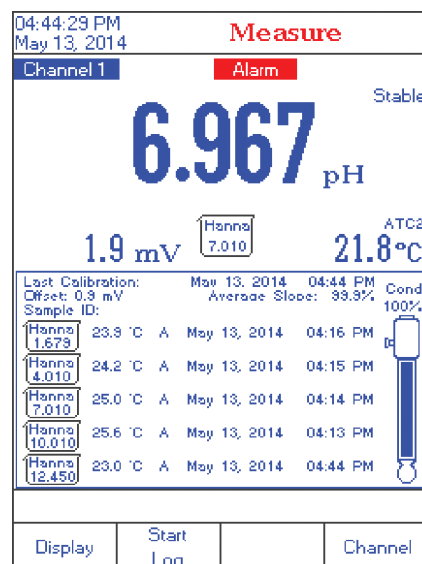 04:44:29 PM
May 13, 2014
Measure
Channel 1
Alarm
Stable
6.967 pH
Hanna
7.010
ATC2
1.9 mV
21.8°C
Last Calibration: May 13, 2014 04:44 PM
Offset: 0.9 mV Average Slope: 99.9%
Sample ID:
Cond
100%
Hanna
1.679
23.9 °C A May 13, 2014 04:16 PM
Hanna
4.010
24.2 °C A May 13, 2014 04:15 PM
Hanna
7.010
25.0 °C A May 13, 2014 04:14 PM
Hanna
10.010
25.6 °C A May 13, 2014 04:13 PM
Hanna
12.450
23.0 °C A May 13, 2014 04:44 PM
Display
Start
Log
Channel